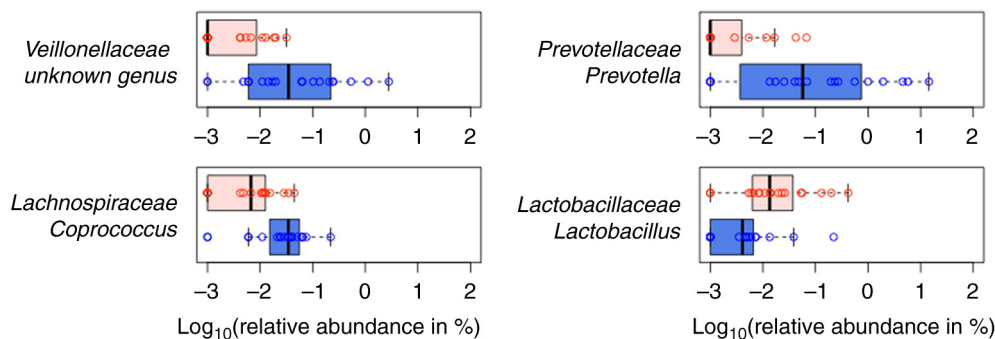 Veillonellaceae
unknown genus
–3 –2 –1 0 1 2
Prevotellaceae
Prevotella
–3 –2 –1 0 1 2
Lachnospiraceae
Coprococcus
–3 –2 –1 0 1 2
Log10(relative abundance in %)
Lactobacillaceae
Lactobacillus
–3 –2 –1 0 1 2
Log10(relative abundance in %)